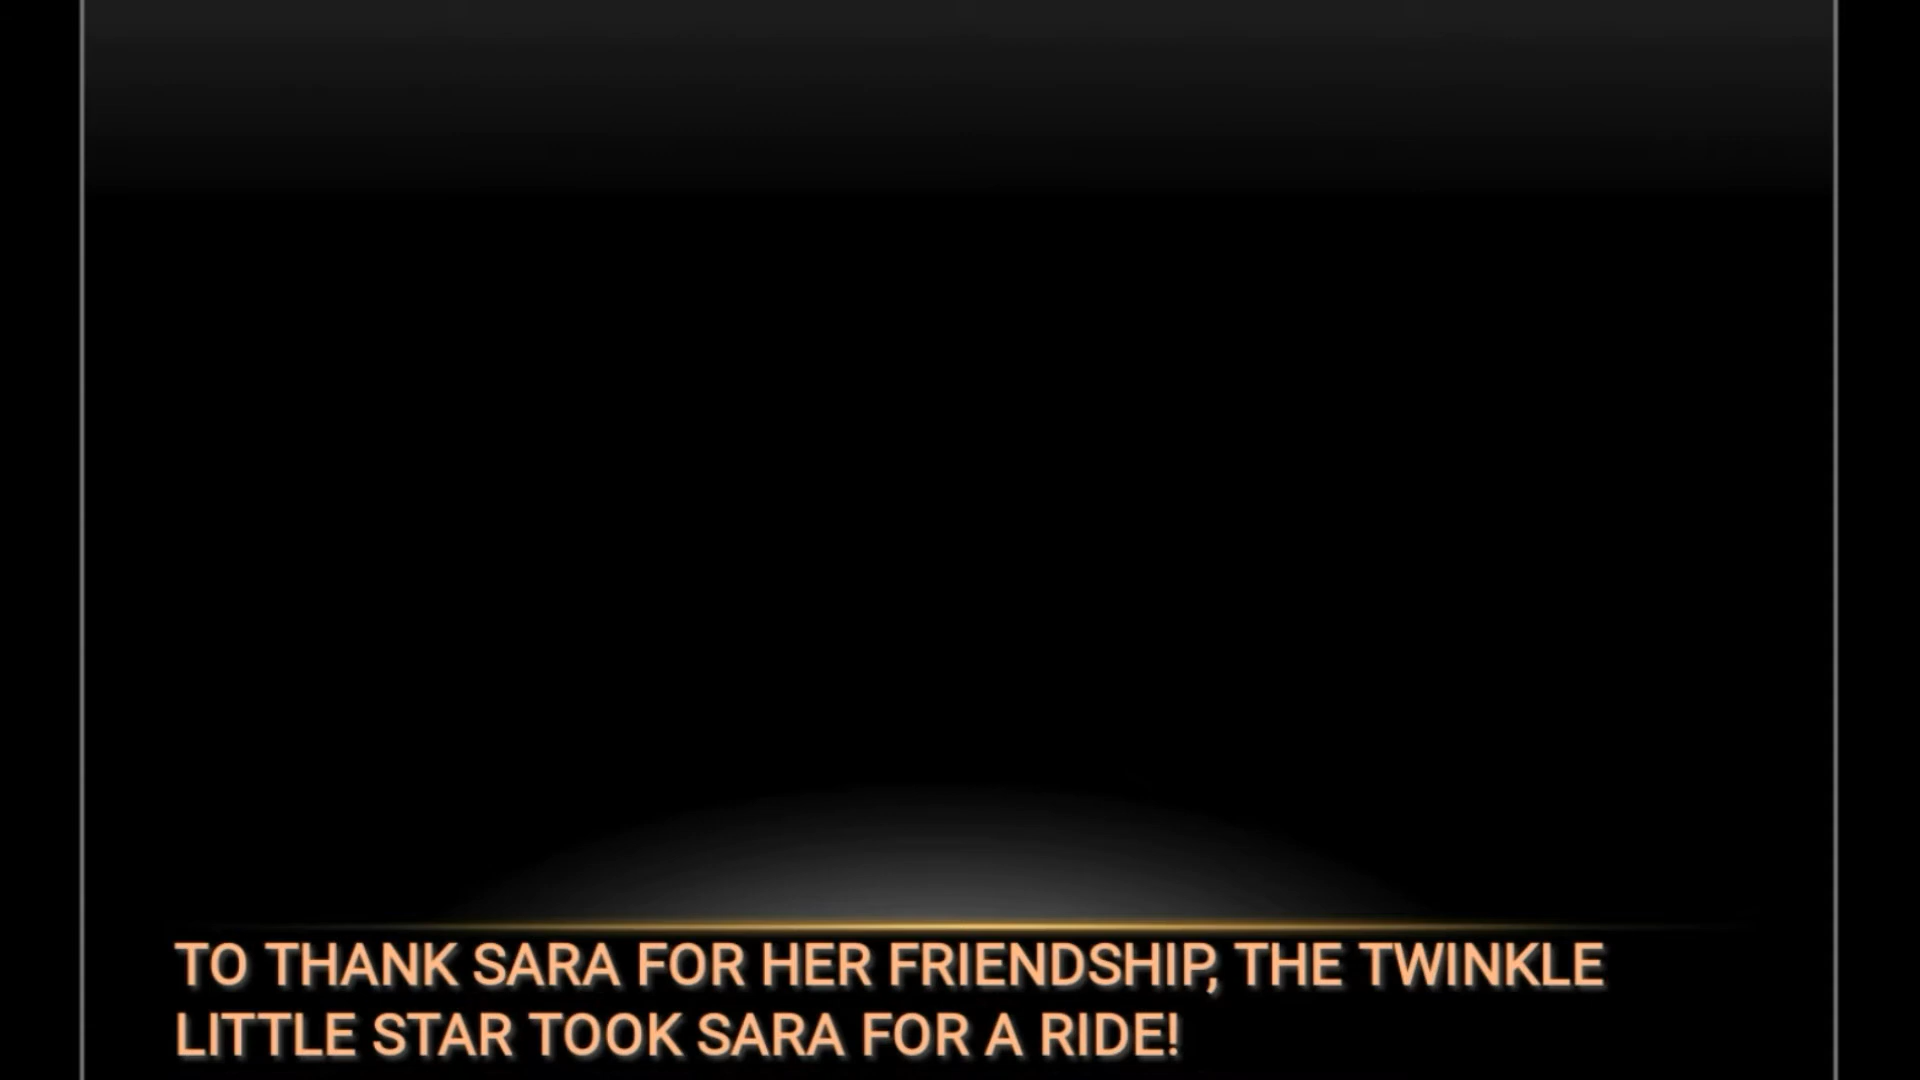 TO THANK SARA FOR HER FRIENDSHIP, THE TWINKLE
LITTLE STAR TOOK SARA FOR A RIDE!